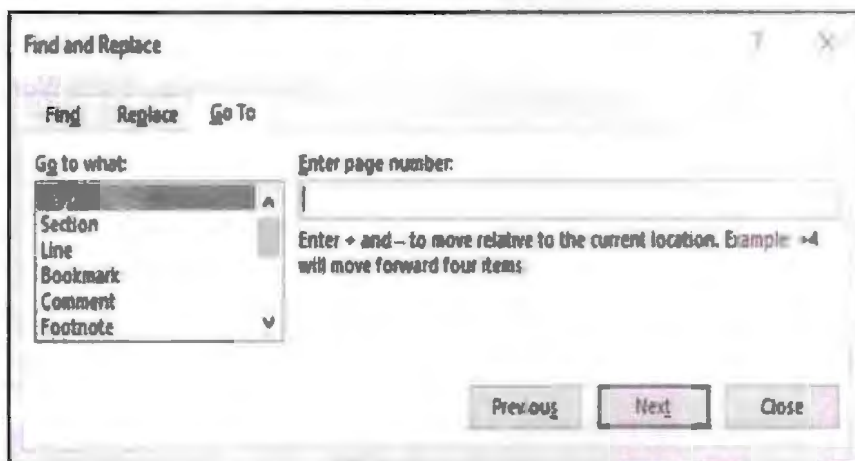 Find and Replace ? X
Find Replace Go To
Go to what: Enter page number:
Section
Line
Bookmark
Comment
Footnote
Enter + and – to move relative to the current location. Example: +4
will move forward four items
Previous Next Close